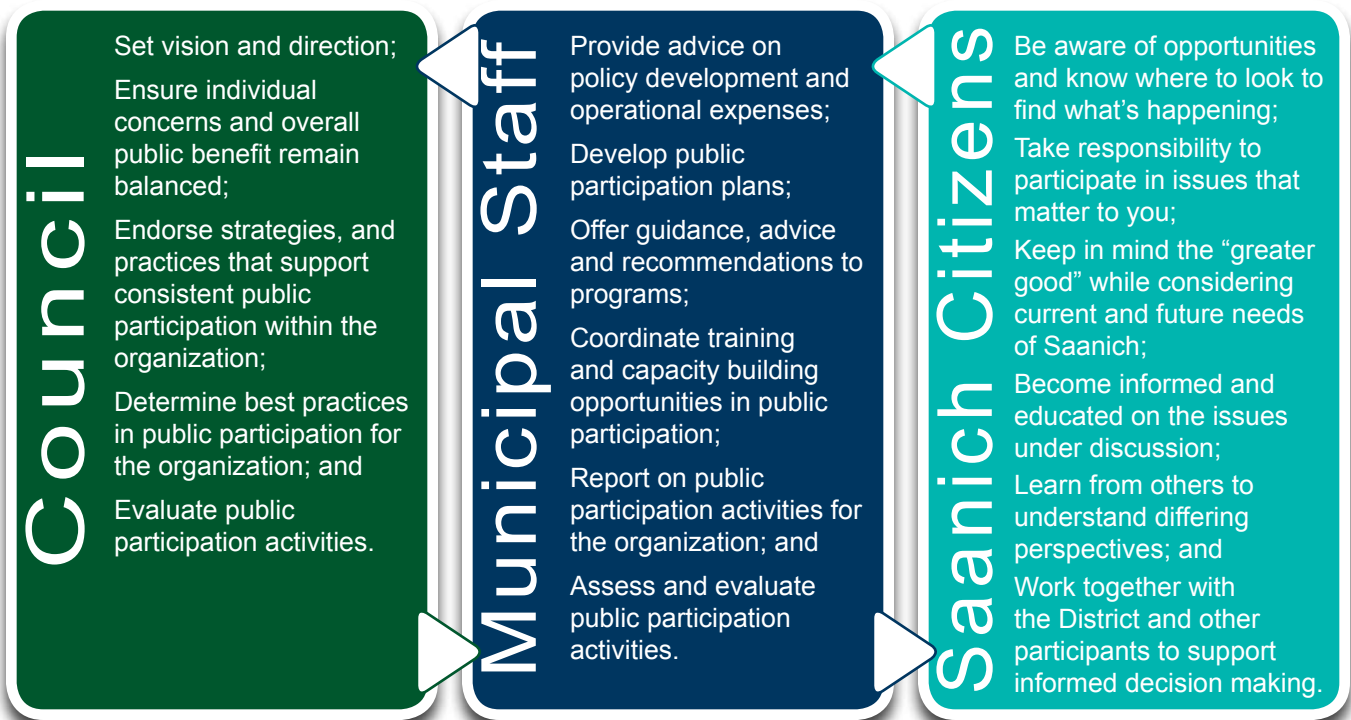 Council
Set vision and direction;
Ensure individual
concerns and overall
public benefit remain
balanced;
Endorse strategies, and
practices that support
consistent public
participation within the
organization;
Determine best practices
in public participation for
the organization; and
Evaluate public
participation activities.
Municipal Staff
Provide advice on
policy development and
operational expenses;
Develop public
participation plans;
Offer guidance, advice
and recommendations to
programs;
Coordinate training
and capacity building
opportunities in public
participation;
Report on public
participation activities for
the organization; and
Assess and evaluate
public participation
activities.
Saanich Citizens
Be aware of opportunities
and know where to look to
find what’s happening;
Take responsibility to
participate in issues that
matter to you;
Keep in mind the “greater
good” while considering
current and future needs
of Saanich;
Become informed and
educated on the issues
under discussion;
Learn from others to
understand differing
perspectives; and
Work together with
the District and other
participants to support
informed decision making.